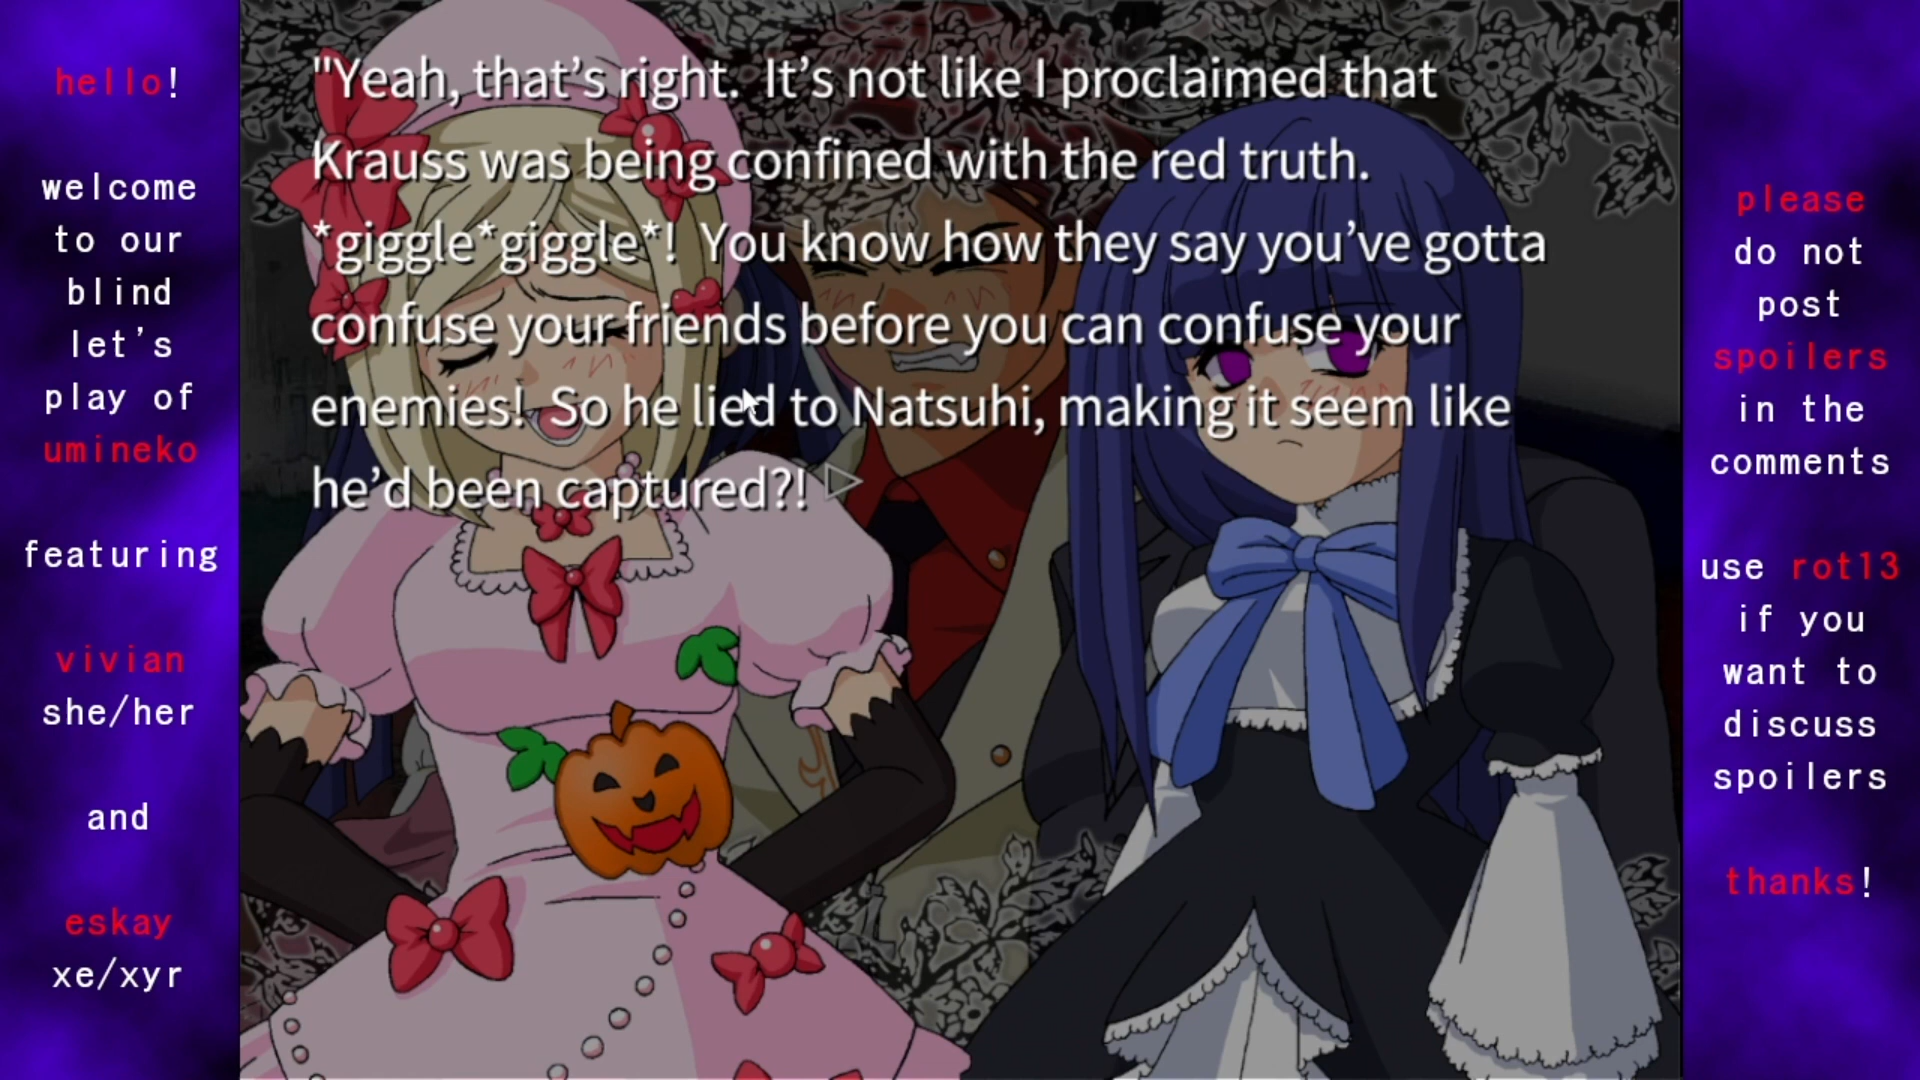 hello!
welcome
to our
blind
let's
play of
umineko
featuring
vivian
she/her
and
eskay
xe/xyr
"Yeah, that’s right.  It’s not like I proclaimed that
Krauss was being confined with the red truth.
*giggle*giggle*!  You know how they say you’ve gotta
confuse your friends before you can confuse your
enemies!  So he lied to Natsuhi, making it seem like
he’d been captured?!
please
do not
post
spoilers
in the
comments
use rot13
if you
want to
discuss
spoilers
thanks!